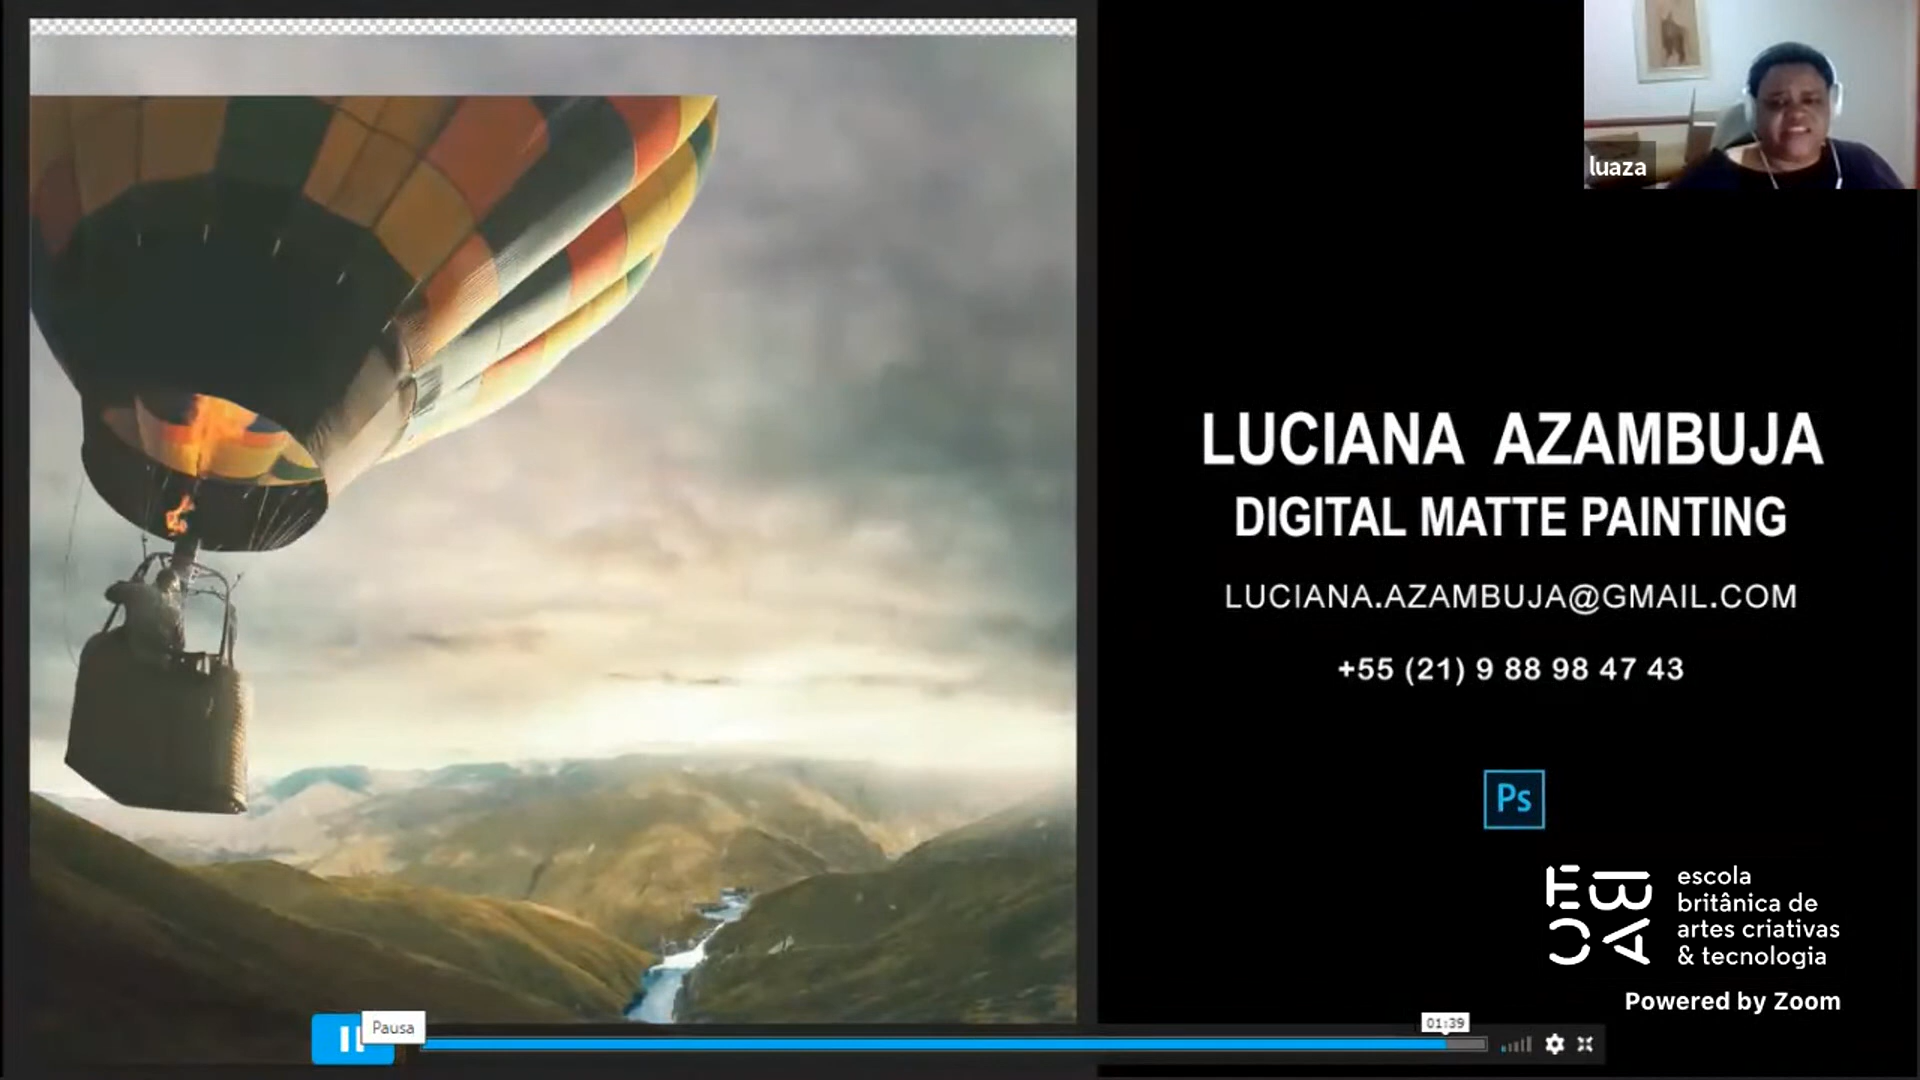 luaza
LUCIANA AZAMBUJA
DIGITAL MATTE PAINTING
LUCIANA.AZAMBUJA@GMAIL.COM
+55 (21) 9 88 98 47 43
Ps
EBAC
escola
britânica de
artes criativas
& tecnologia
Powered by Zoom
Pausa
01:39